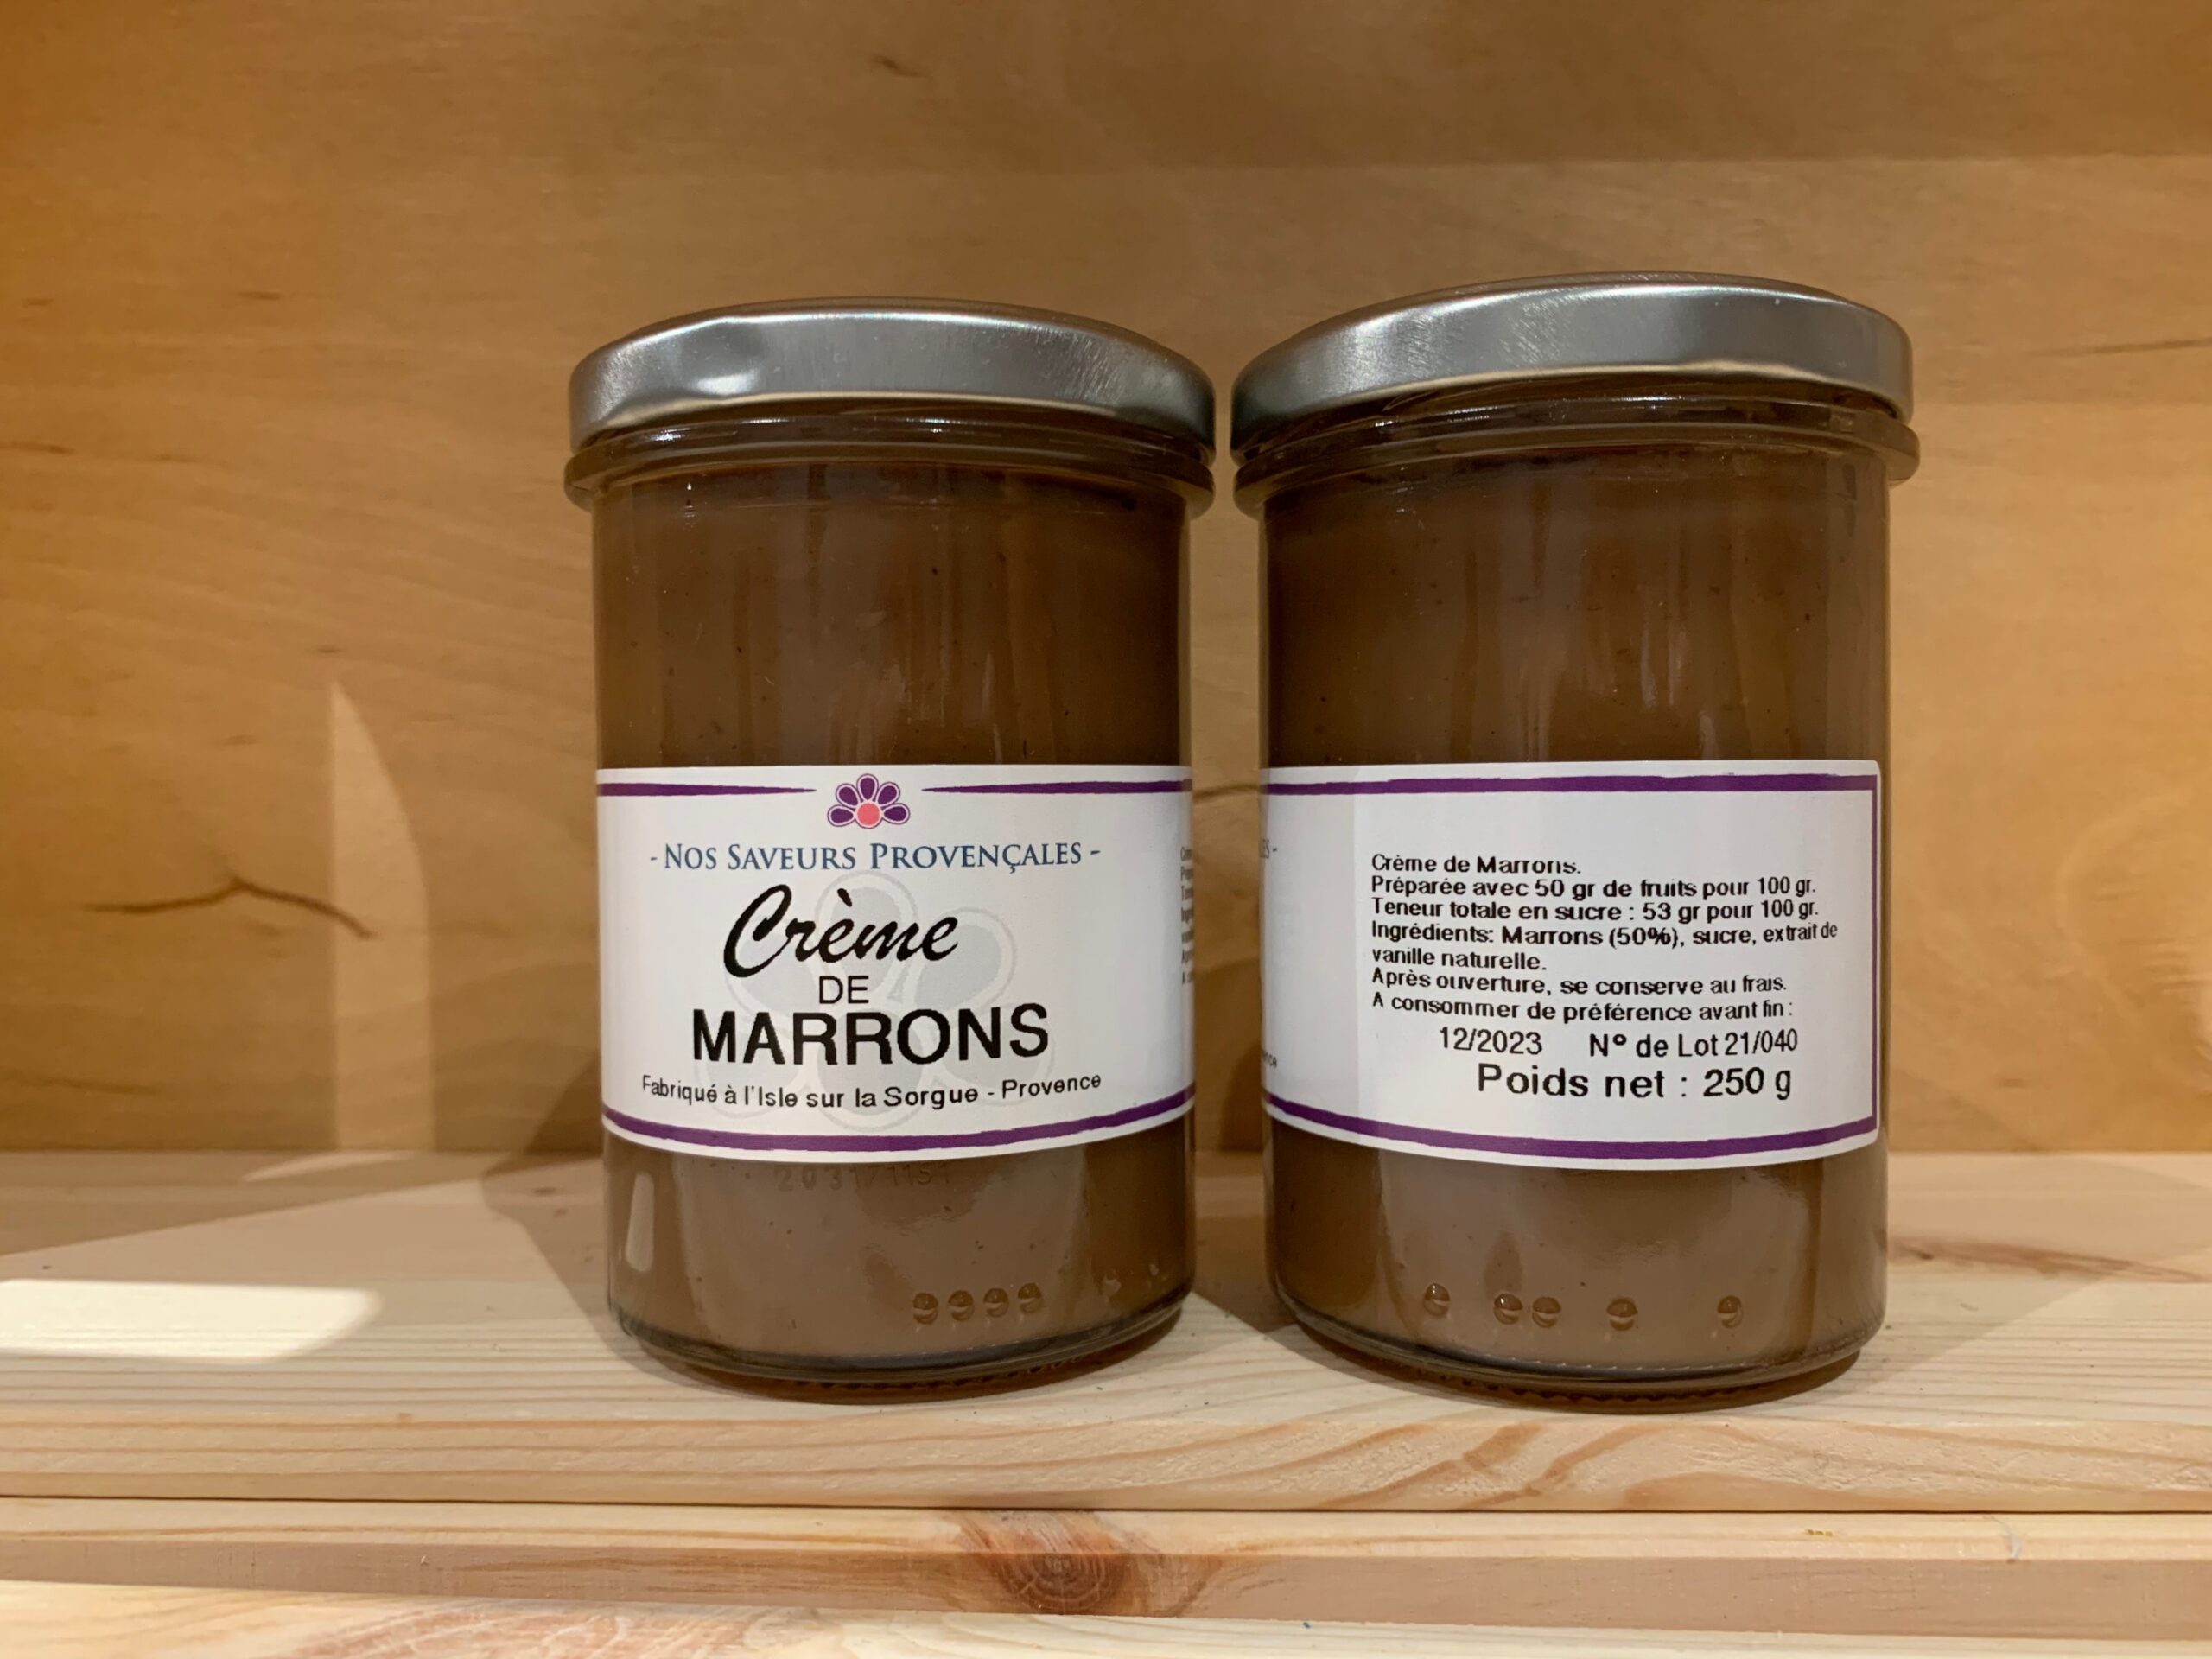 - NOS SAVEURS PROVENÇALES -
Crème
DE
MARRONS
Fabriqué à l'Isle sur la Sorgue - Provence
Crème de Marrons.
Préparée avec 50 gr de fruits pour 100 gr.
Teneur totale en sucre : 53 gr pour 100 gr.
Ingrédients: Marrons (50%), sucre, extrait de
vanille naturelle.
Après ouverture, se conserve au frais.
A consommer de préférence avant fin :
12/2023 N° de Lot 21/040
Poids net : 250 g